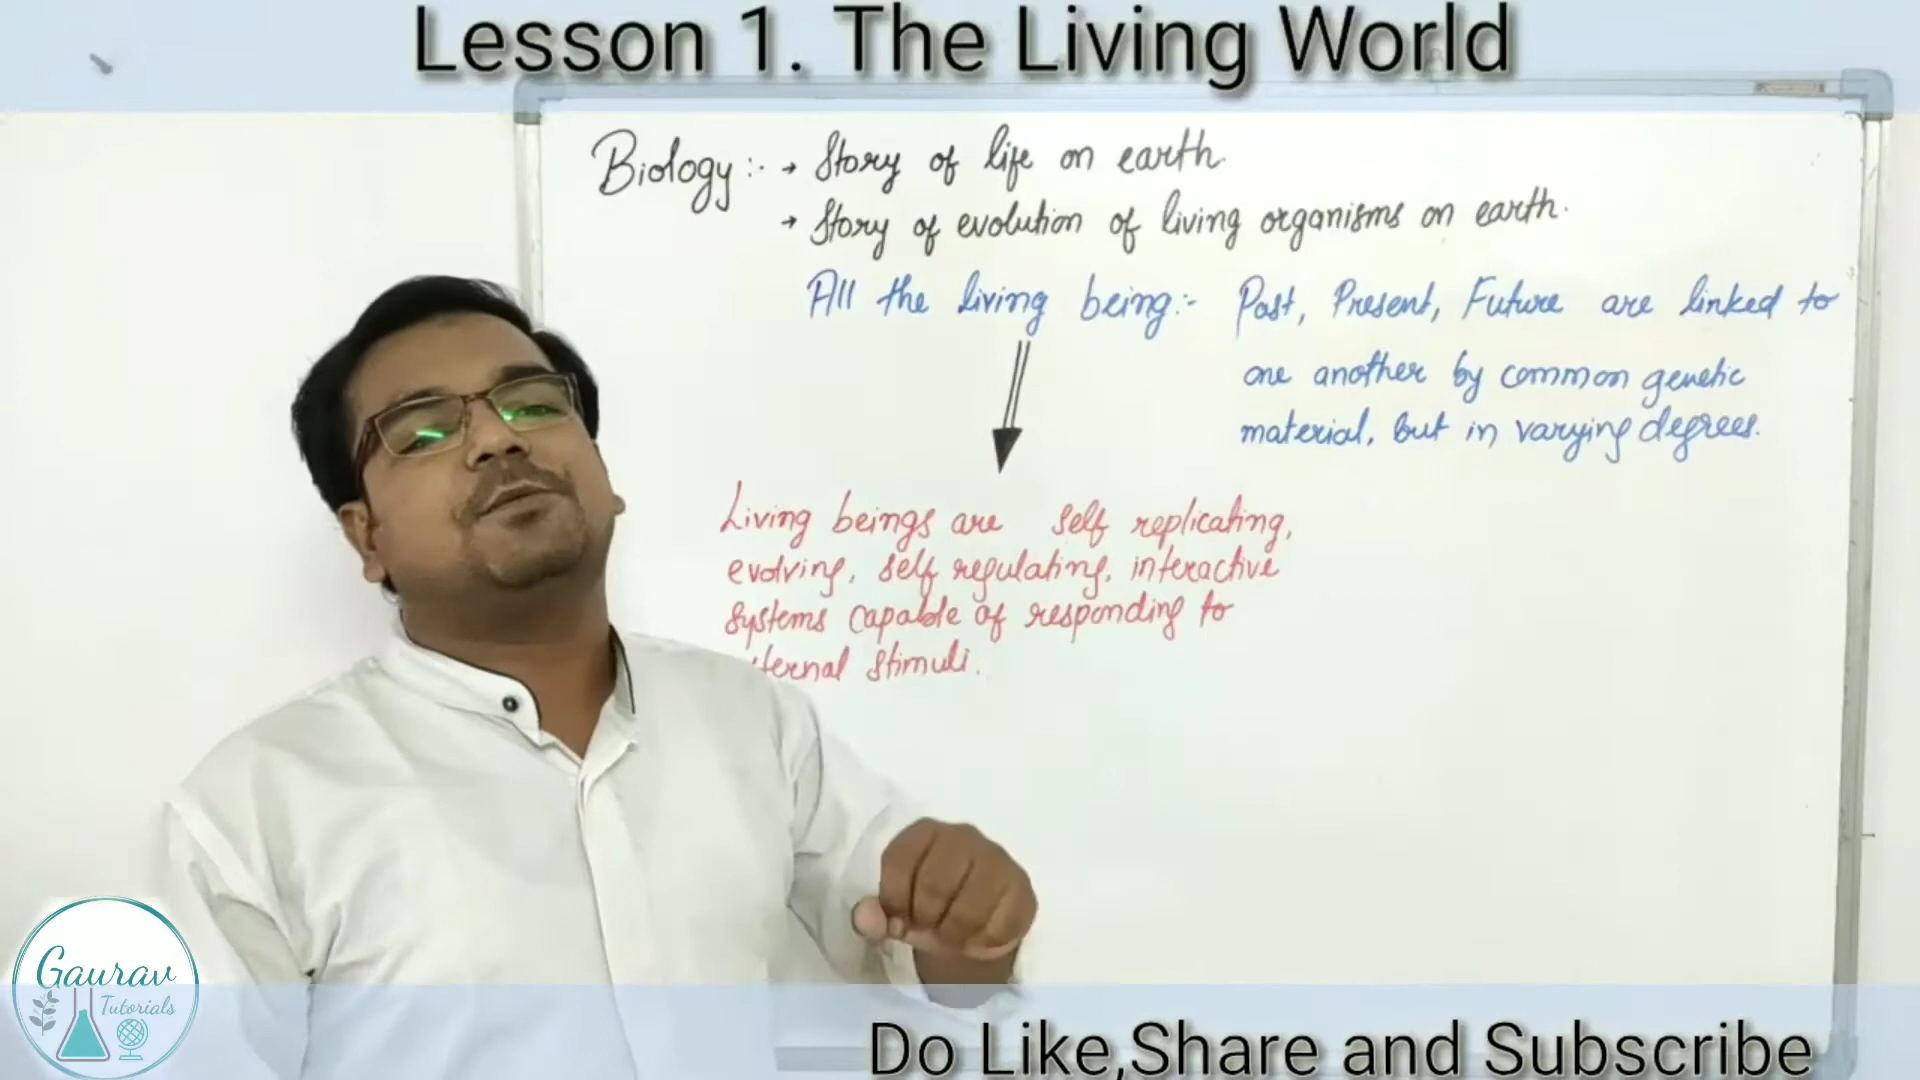 Lesson 1. The Living World
Biology :- → Story of life on earth.
→ Story of evolution of living organisms on earth.
All the living being:- Past, Present, Future are linked to
one another by common genetic
material, but in varying degrees.
Living beings are self replicating,
evolving, self regulating, interactive
systems capable of responding to
ternal stimuli.
Gaurav
Tutorials
Do Like,Share and Subscribe